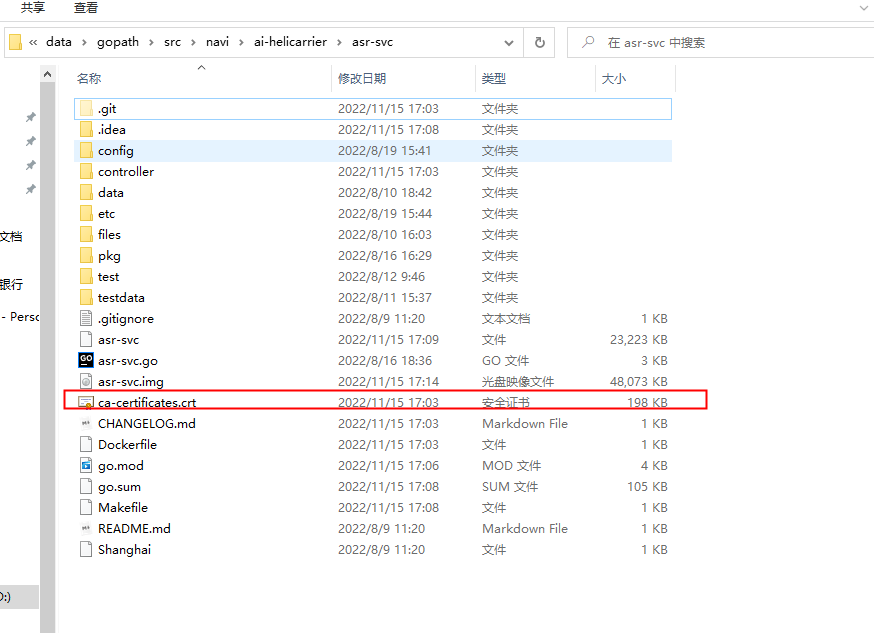 共享 查看
« data > gopath > src > navi > ai-helicarrier > asr-svc 在 asr-svc 中搜索
名称 修改日期 类型 大小
.git 2022/11/15 17:03 文件夹
.idea 2022/11/15 17:08 文件夹
config 2022/8/19 15:41 文件夹
controller 2022/11/15 17:03 文件夹
data 2022/8/10 18:42 文件夹
etc 2022/8/19 15:44 文件夹
文档
files 2022/8/10 16:03 文件夹
pkg 2022/8/16 16:29 文件夹
test 2022/8/12 9:46 文件夹
银行
testdata 2022/8/11 15:37 文件夹
- Perso
.gitignore 2022/8/9 11:20 文本文档 1 KB
asr-svc 2022/11/15 17:09 文件 23,223 KB
GO asr-svc.go 2022/8/16 18:36 GO 文件 3 KB
asr-svc.img 2022/11/15 17:14 光盘映像文件 48,073 KB
ca-certificates.crt 2022/11/15 17:03 安全证书 198 KB
CHANGELOG.md 2022/11/15 17:03 Markdown File 1 KB
Dockerfile 2022/11/15 17:03 文件 1 KB
go.mod 2022/11/15 17:06 MOD 文件 4 KB
go.sum 2022/11/15 17:08 SUM 文件 105 KB
Makefile 2022/11/15 17:08 文件 1 KB
README.md 2022/8/9 11:20 Markdown File 1 KB
Shanghai 2022/8/9 11:20 文件 1 KB
:)